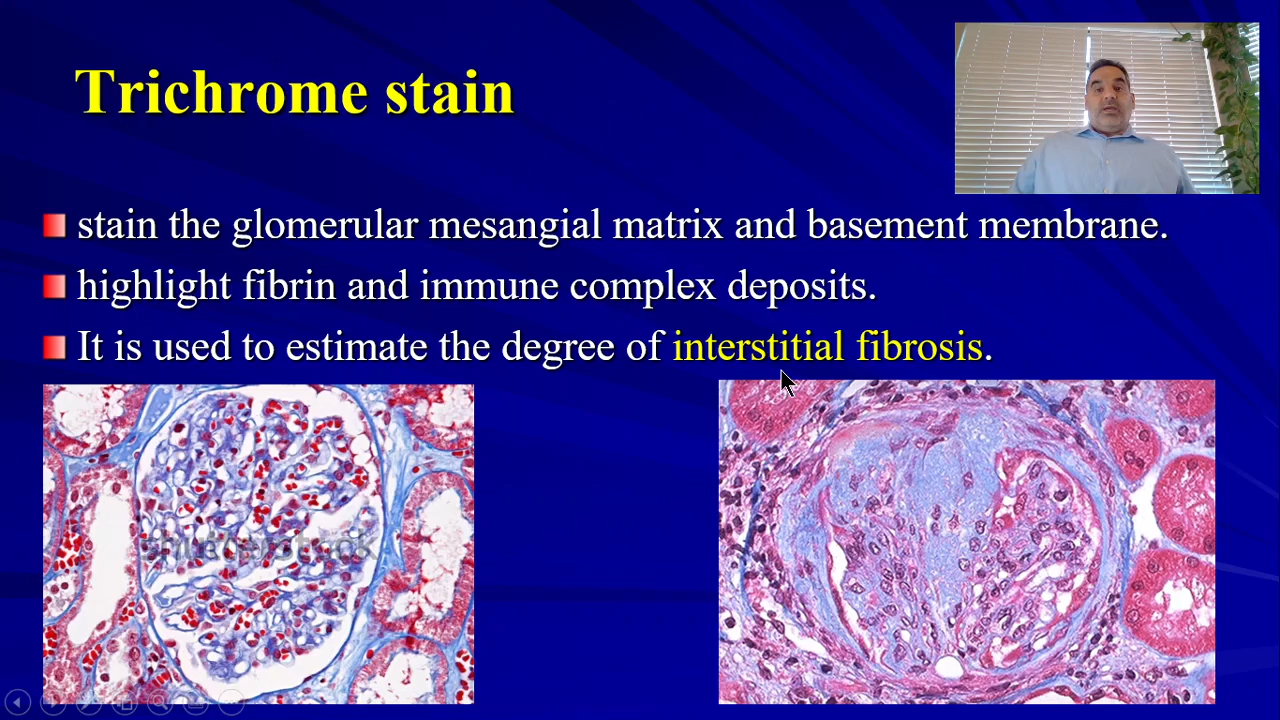 Trichrome stain
stain the glomerular mesangial matrix and basement membrane.
highlight fibrin and immune complex deposits.
It is used to estimate the degree of interstitial fibrosis.
shutterstock